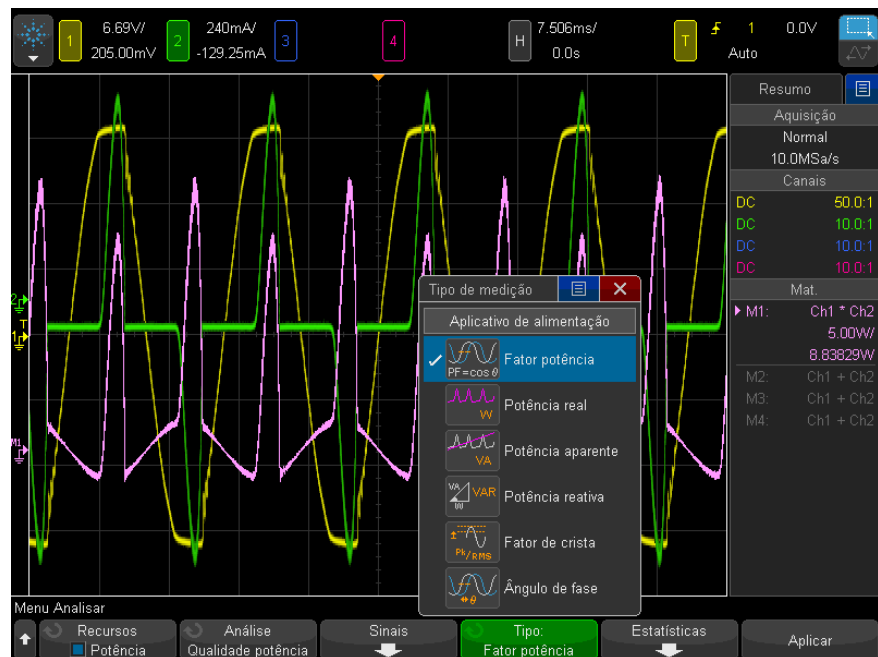 1
6.69V/
205.00mV
2
240mA/
-129.25mA
3
4
H
7.506ms/
0.0s
T
1
0.0V
Auto
Resumo
Aquisição
Normal
10.0MSa/s
Canais
DC 50.0:1
DC 10.0:1
DC 10.0:1
DC 10.0:1
Mat.
M1: Ch1 * Ch2
5.00W/
8.83829W
M2: Ch1 + Ch2
M3: Ch1 + Ch2
M4: Ch1 + Ch2
2
T
1
M1
Tipo de medição
Aplicativo de alimentação
PF=cos θ
Fator potência
W
Potência real
VA
Potência aparente
VA
W
VAR
Potência reativa
±
Pk/RMS
Fator de crista
θ
Ângulo de fase
Menu Analisar
Recursos
Potência
Análise
Qualidade potência
Sinais
Tipo:
Fator potência
Estatísticas
Aplicar